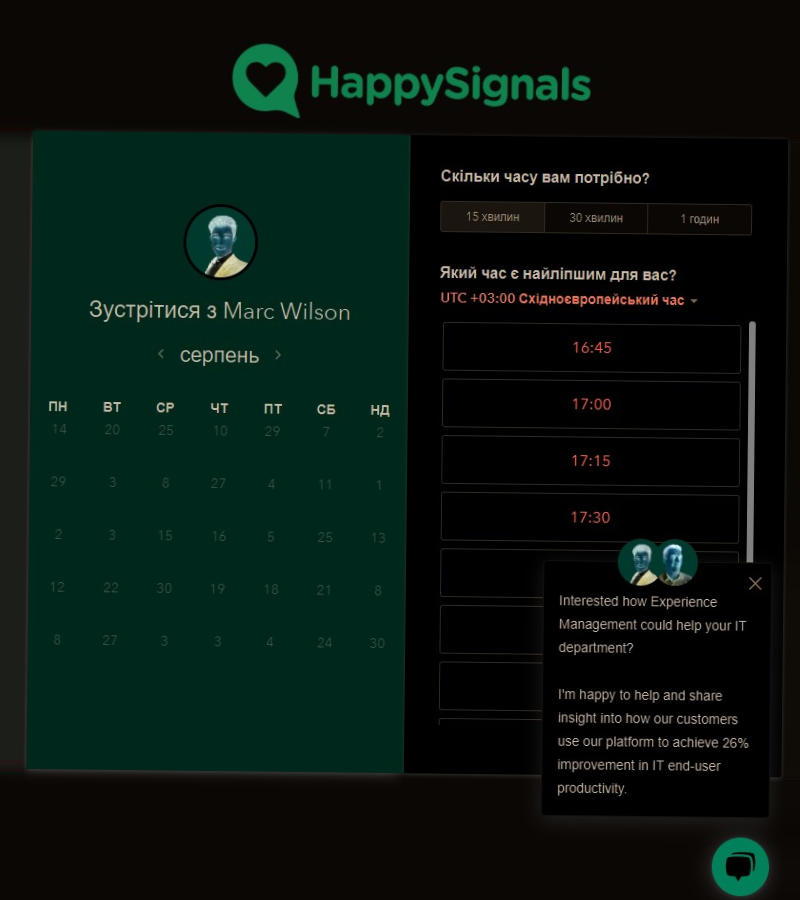 HappySignals
Зустрітися з Marc Wilson
серпень
ПН ВТ СР ЧТ ПТ СБ НД
14 20 25 10 29 7 2
29 3 8 27 4 11 1
2 3 15 16 5 25 13
12 22 30 19 18 21 8
8 27 3 3 4 24 30
Скільки часу вам потрібно?
15 хвилин 30 хвилин 1 годин
Який час є найліпшим для вас?
UTC +03:00 Східноєвропейський час
16:45
17:00
17:15
17:30
Interested how Experience
Management could help your IT
department?
I'm happy to help and share
insight into how our customers
use our platform to achieve 26%
improvement in IT end-user
productivity.